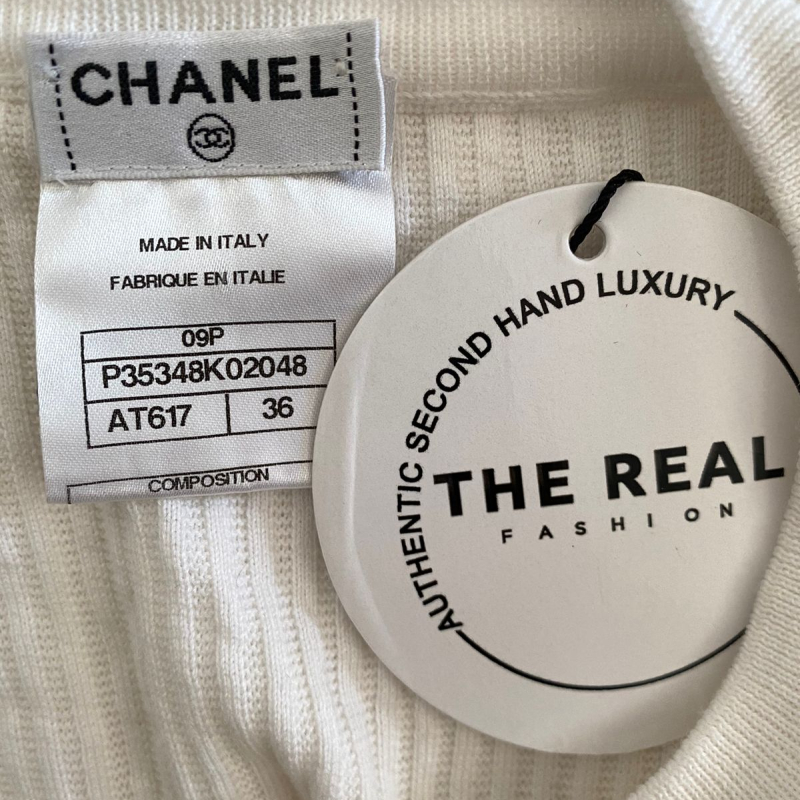 CHANEL
MADE IN ITALY
FABRIQUE EN ITALIE
09P
P35348K02048
AT617 36
COMPOSITION
AUTHENTIC SECOND HAND LUXURY
THE REAL
FASHION